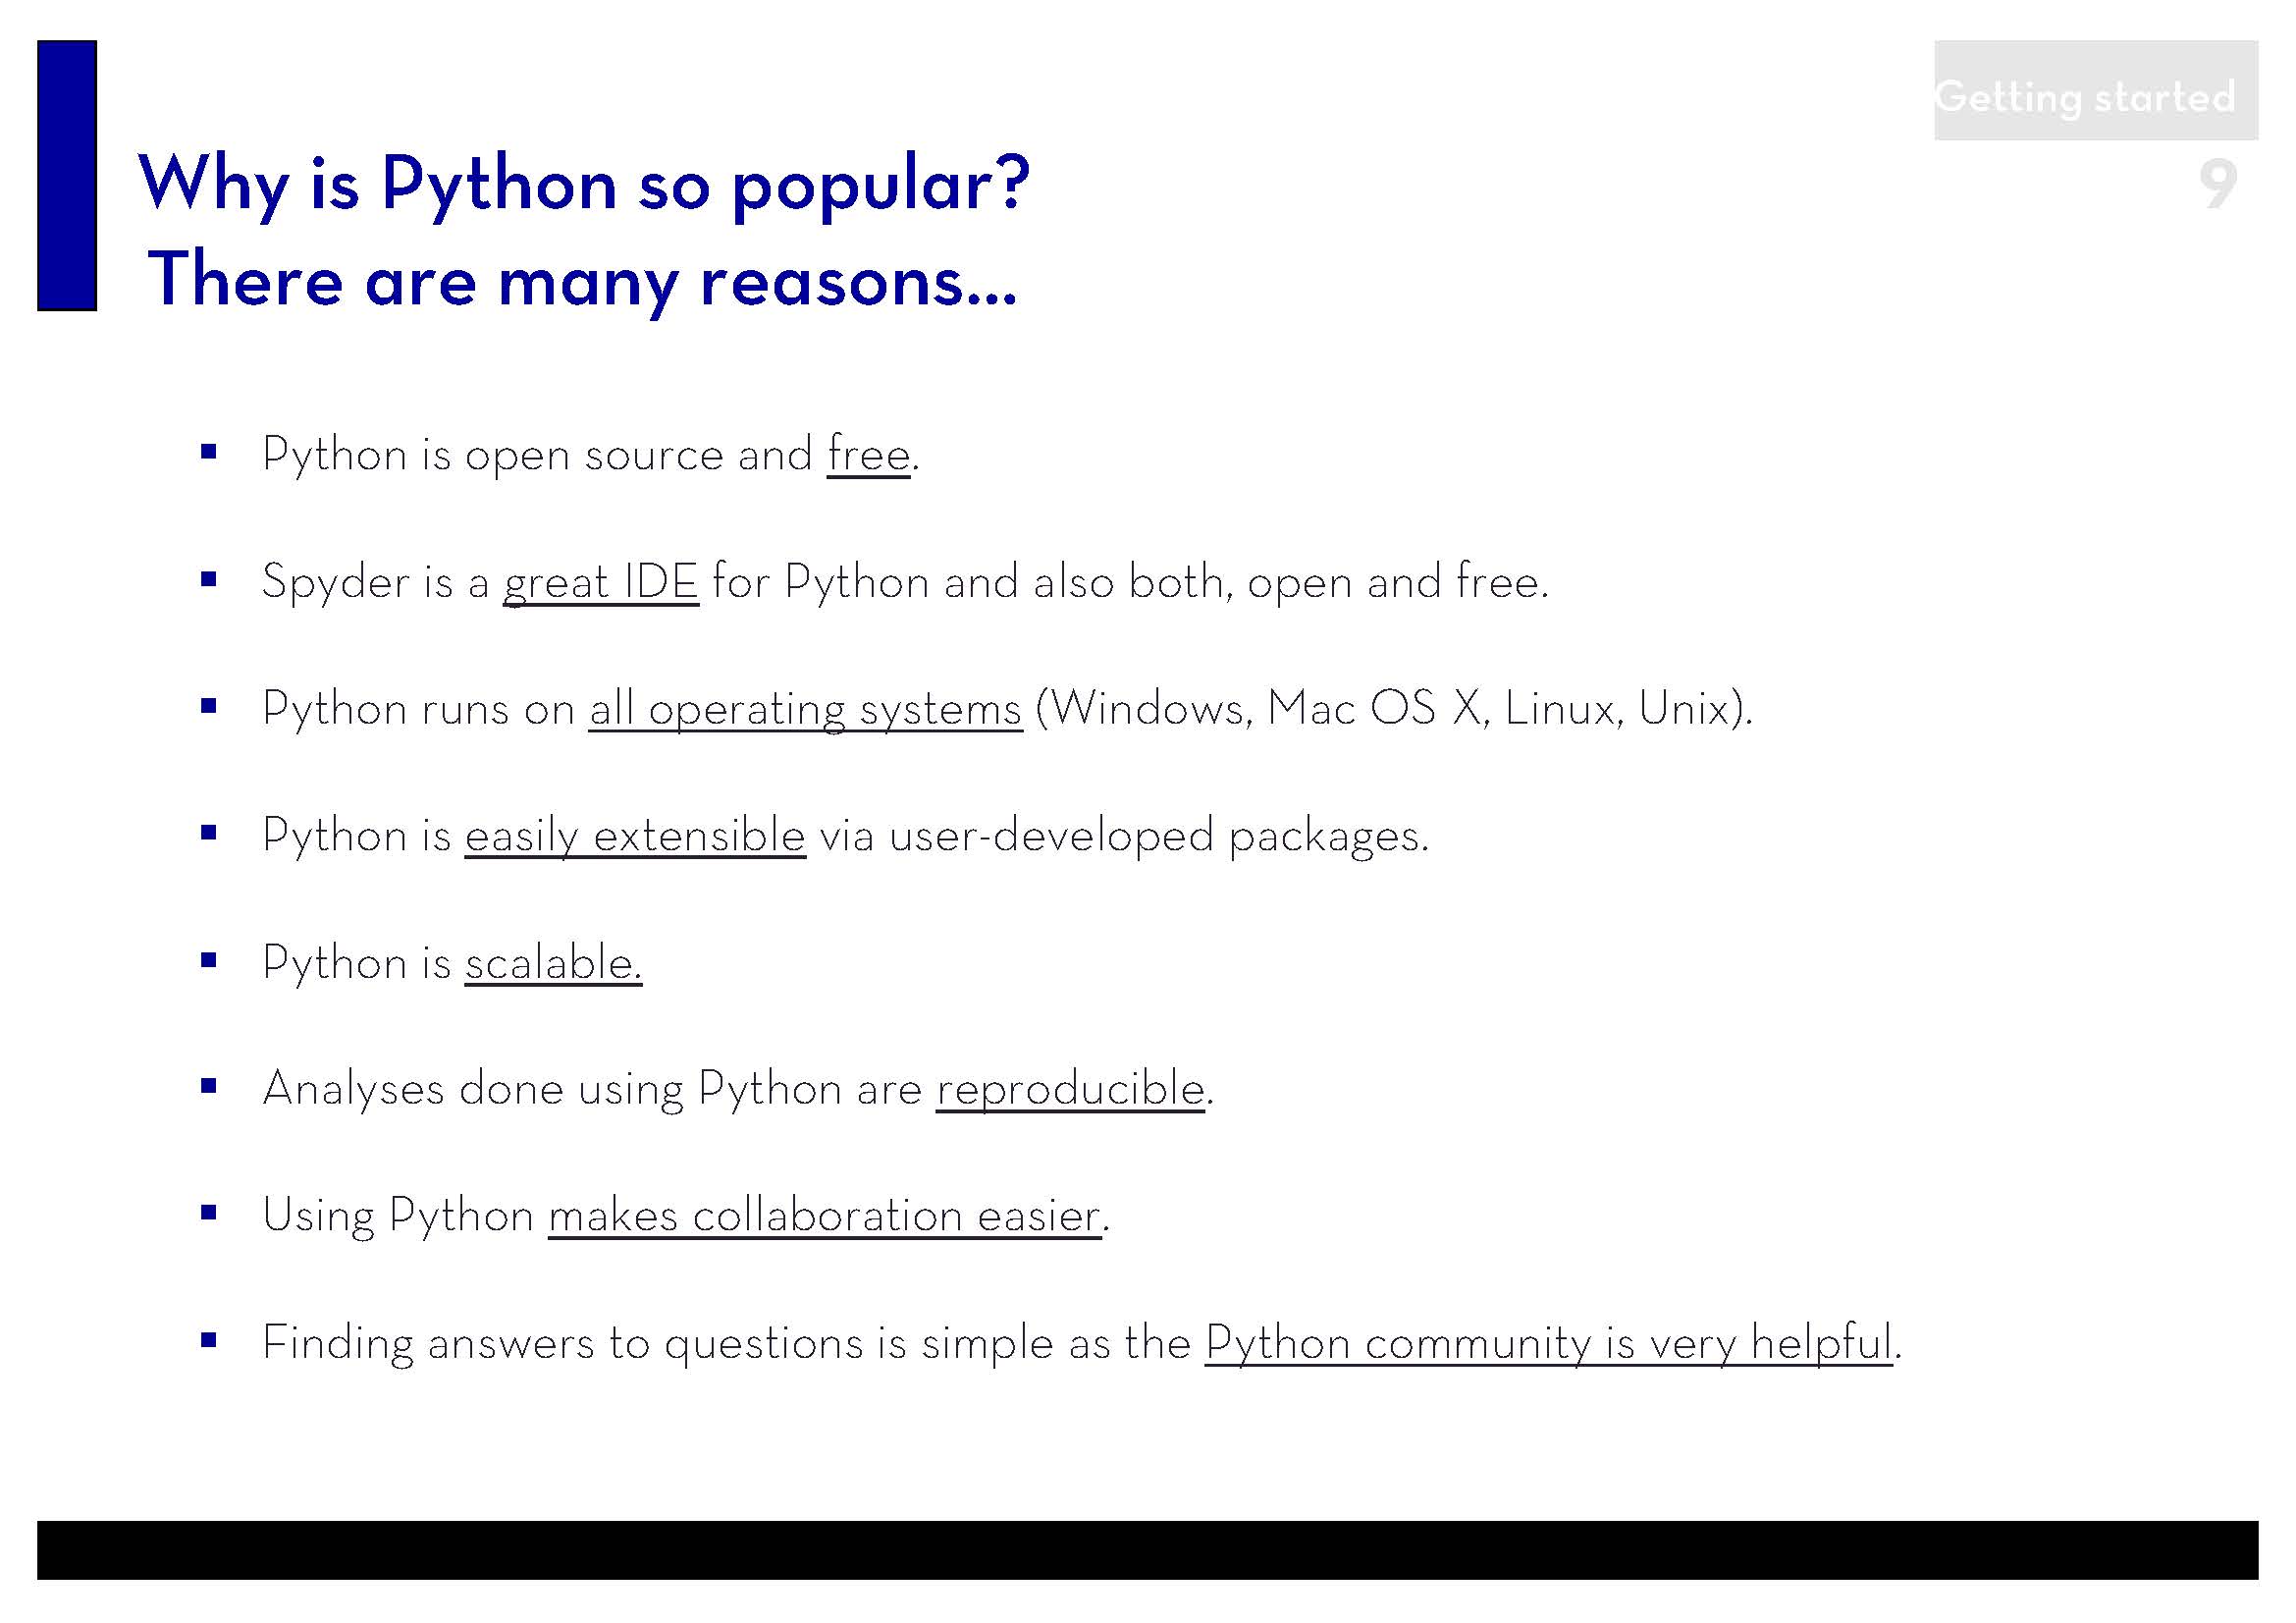 Getting started
9
Why is Python so popular?
There are many reasons...
▪ Python is open source and free.
▪ Spyder is a great IDE for Python and also both, open and free.
▪ Python runs on all operating systems (Windows, Mac OS X, Linux, Unix).
▪ Python is easily extensible via user-developed packages.
▪ Python is scalable.
▪ Analyses done using Python are reproducible.
▪ Using Python makes collaboration easier.
▪ Finding answers to questions is simple as the Python community is very helpful.